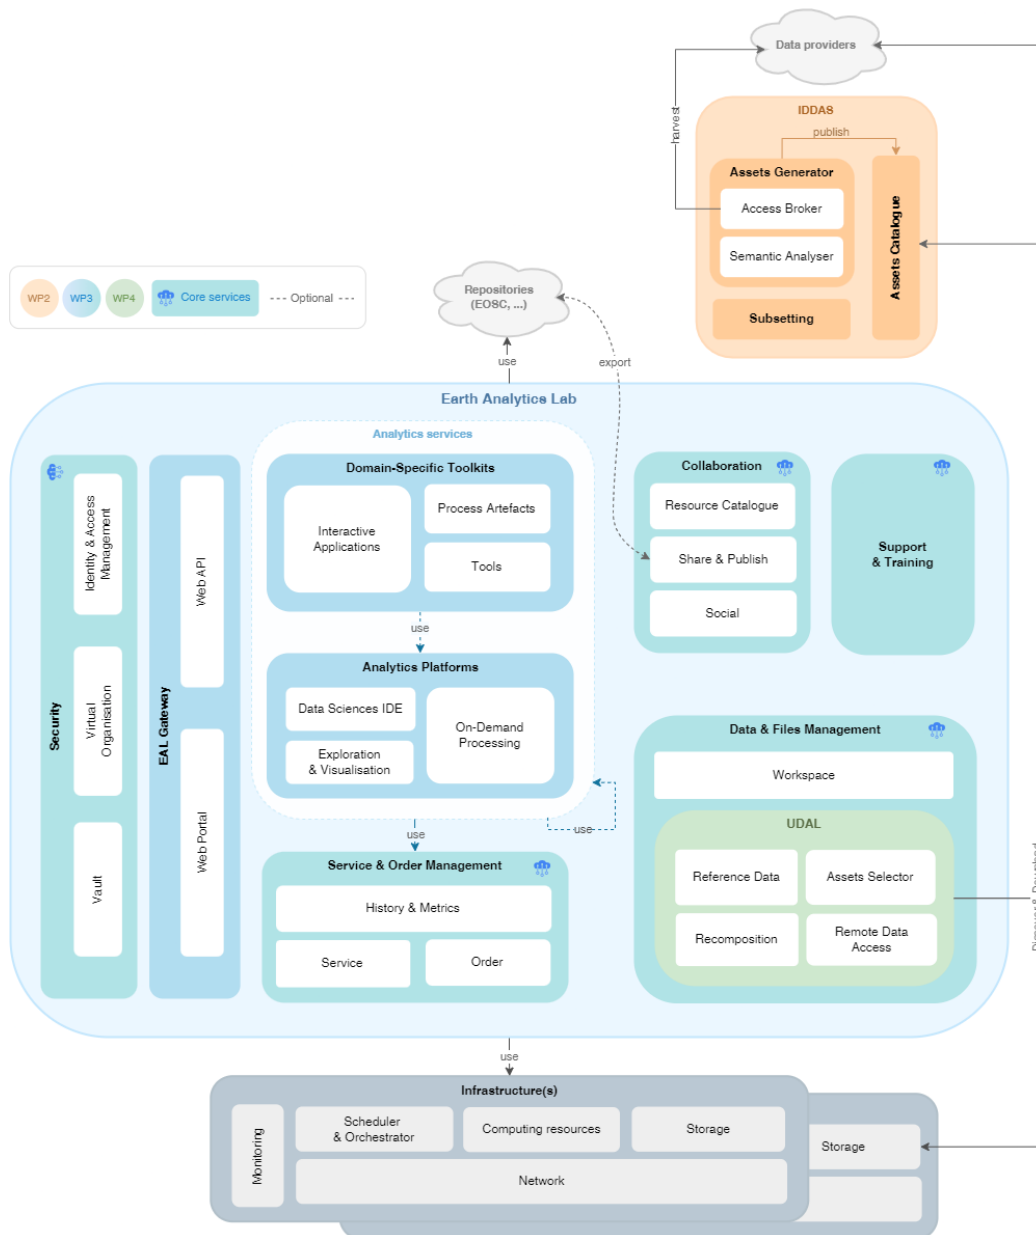 Data providers
IDDAS
publish
harvest
Assets Generator
Access Broker
Semantic Analyser
Assets Catalogue
Subsetting
WP2
WP3
WP4
Core services
Optional
Repositories
(EOSC, ...)
use
export
Earth Analytics Lab
Analytics services
Domain-Specific Toolkits
Interactive
Applications
Process Artefacts
Tools
use
Analytics Platforms
Data Sciences IDE
Exploration
& Visualisation
On-Demand
Processing
use
use
Security
Identity & Access
Management
Virtual
Organisation
Vault
EAL Gateway
Web API
Web Portal
Collaboration
Resource Catalogue
Share & Publish
Social
Support
& Training
Service & Order Management
History & Metrics
Service
Order
Data & Files Management
Workspace
UDAL
Reference Data
Assets Selector
Recomposition
Remote Data
Access
Discover & Download
use
Infrastructure(s)
Monitoring
Scheduler
& Orchestrator
Computing resources
Storage
Network
Storage